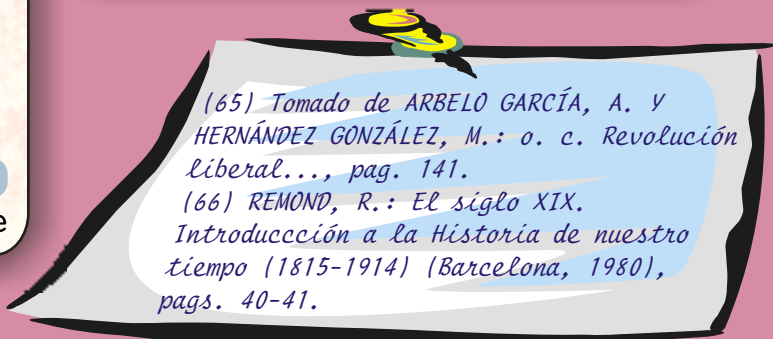 (65) Tomado de ARBELO GARCÍA, A. Y
HERNÁNDEZ GONZÁLEZ, M.: o. c. Revolución
liberal..., pag. 141.
(66) REMOND, R.: El siglo XIX.
Introduccción a la Historia de nuestro
tiempo (1815-1914) (Barcelona, 1980),
pags. 40-41.
e